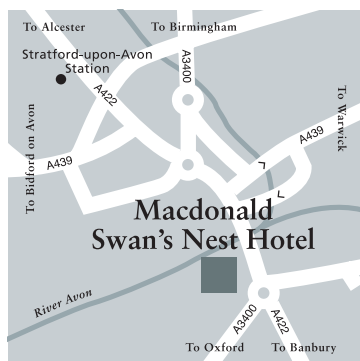 To Alcester
To Birmingham
Stratford-upon-Avon
Station
A3400
A422
To Warwick
A439
To Bidford on Avon
A439
Macdonald
Swan's Nest Hotel
River Avon
A3400
A422
To Oxford
To Banbury